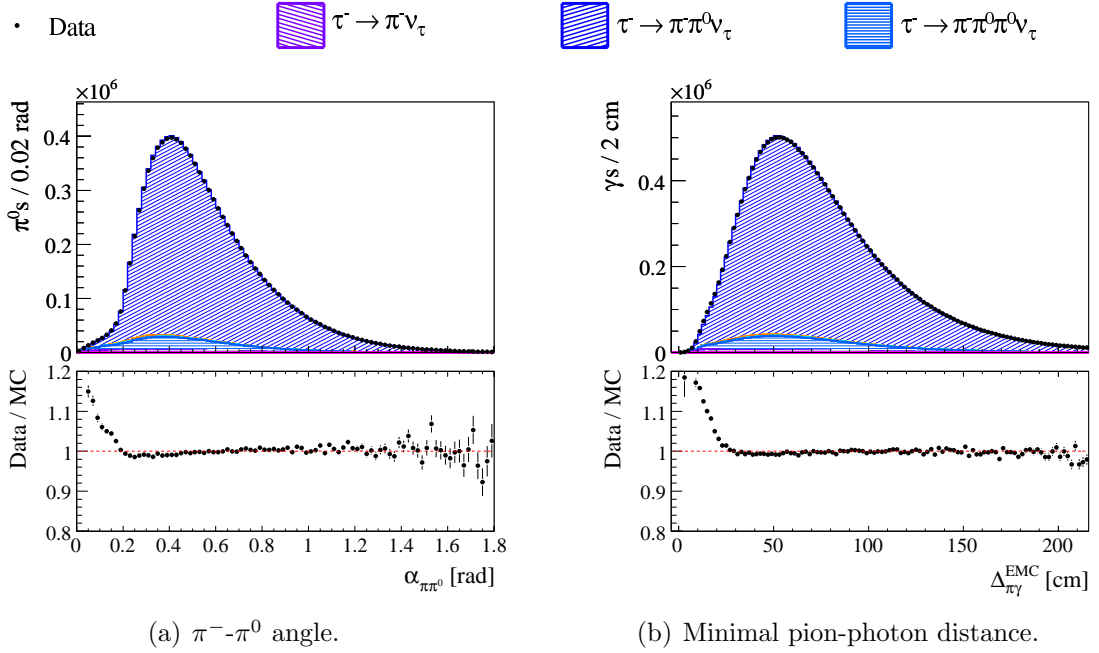 • Data τ⁻ → π⁻ν_τ τ⁻ → π⁻π⁰ν_τ τ⁻ → π⁻π⁰π⁰ν_τ
×10⁶
π⁰s / 0.02 rad
0.4
0.3
0.2
0.1
0
Data / MC
1.2
1.1
1
0.9
0.8
0 0.2 0.4 0.6 0.8 1 1.2 1.4 1.6 1.8
α_ππ⁰ [rad]
(a) π⁻-π⁰ angle.
×10⁶
γs / 2 cm
0.4
0.2
0
Data / MC
1.2
1.1
1
0.9
0.8
0 50 100 150 200
Δ_πγ^EMC [cm]
(b) Minimal pion-photon distance.